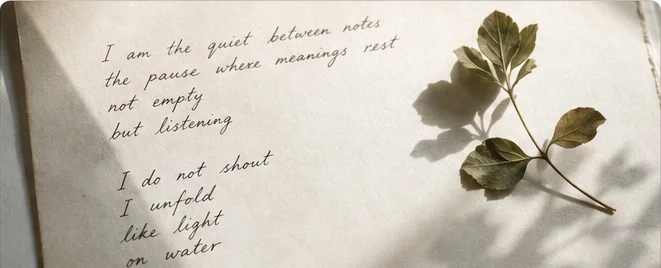 I am the quiet between notes
the pause where meanings rest
not empty
but listening
I do not shout
I unfold
like light
on water